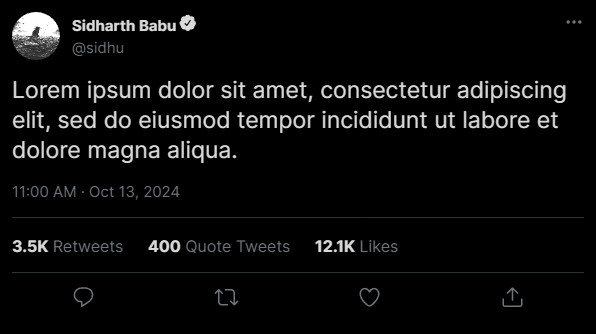 Sidharth Babu
@sidhu
Lorem ipsum dolor sit amet, consectetur adipiscing
elit, sed do eiusmod tempor incididunt ut labore et
dolore magna aliqua.
11:00 AM · Oct 13, 2024
3.5K Retweets 400 Quote Tweets 12.1K Likes